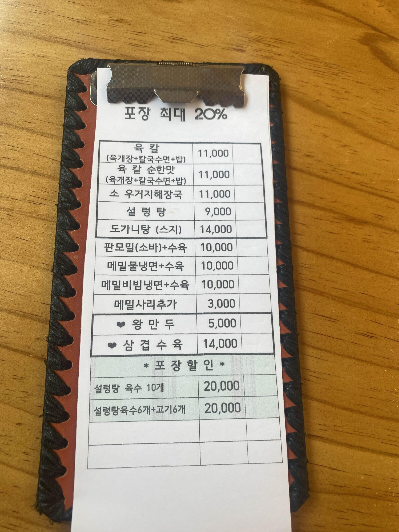 포장 최대 20%
육 칼
(육개장+칼국수면+밥) 11,000
육 칼 순한맛
(육개장+칼국수면+밥) 11,000
소 우거지해장국 11,000
설 렁 탕 9,000
도가니탕 (스지) 14,000
판모밀(소바)+수육 10,000
메밀물냉면+수육 10,000
메밀비빔냉면+수육 10,000
메밀사리추가 3,000
❤ 왕 만 두 5,000
❤ 삼 겹 수 육 14,000
* 포 장 할 인 *
설렁탕 육수 10개 20,000
설렁탕육수6개+고기6개 20,000